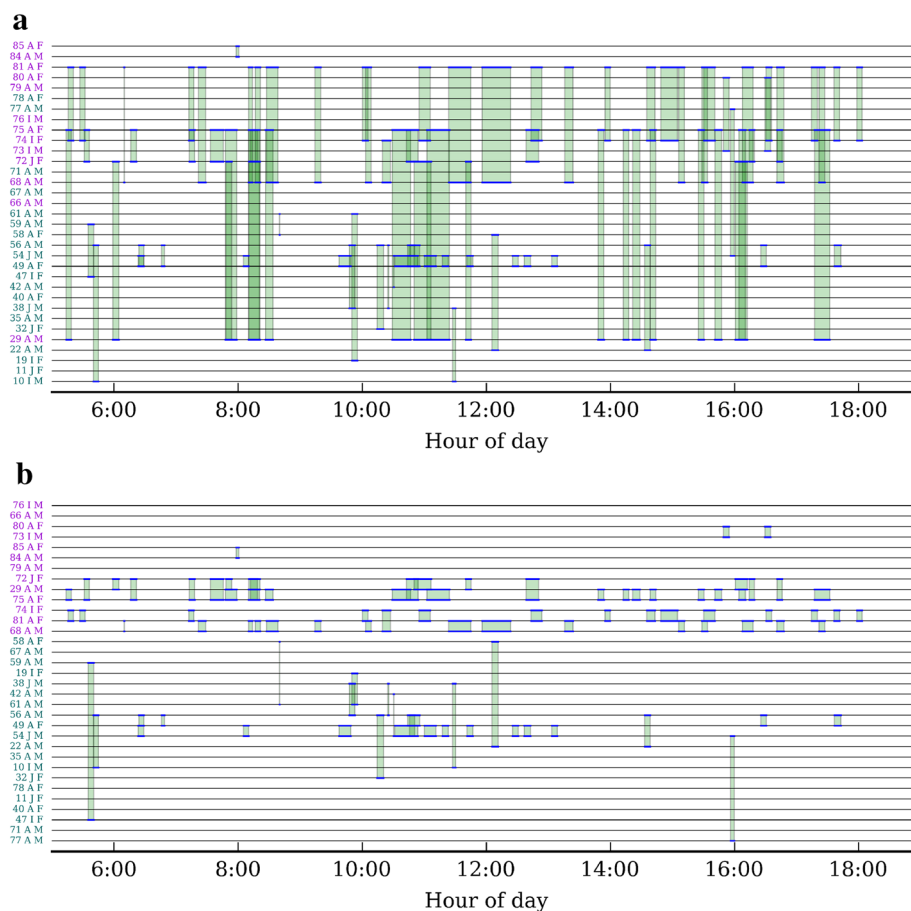 a
85 A F
84 A M
81 A F
80 A F
79 A M
78 A F
77 A M
76 I M
75 A F
74 I F
73 I M
72 J F
71 A M
68 A M
67 A M
66 A M
61 A M
59 A M
58 A F
56 A M
54 J M
49 A F
47 I F
42 A M
40 A F
38 J M
35 A M
32 J F
29 A M
22 A M
19 I F
11 J F
10 I M
6:00 8:00 10:00 12:00 14:00 16:00 18:00
Hour of day
b
76 I M
66 A M
80 A F
73 I M
85 A F
84 A M
79 A M
72 J F
29 A M
75 A F
74 I F
81 A F
68 A M
58 A F
67 A M
59 A M
19 I F
38 J M
42 A M
61 A M
56 A M
49 A F
54 J M
22 A M
35 A M
10 I M
32 J F
78 A F
11 J F
40 A F
47 I F
71 A M
77 A M
6:00 8:00 10:00 12:00 14:00 16:00 18:00
Hour of day